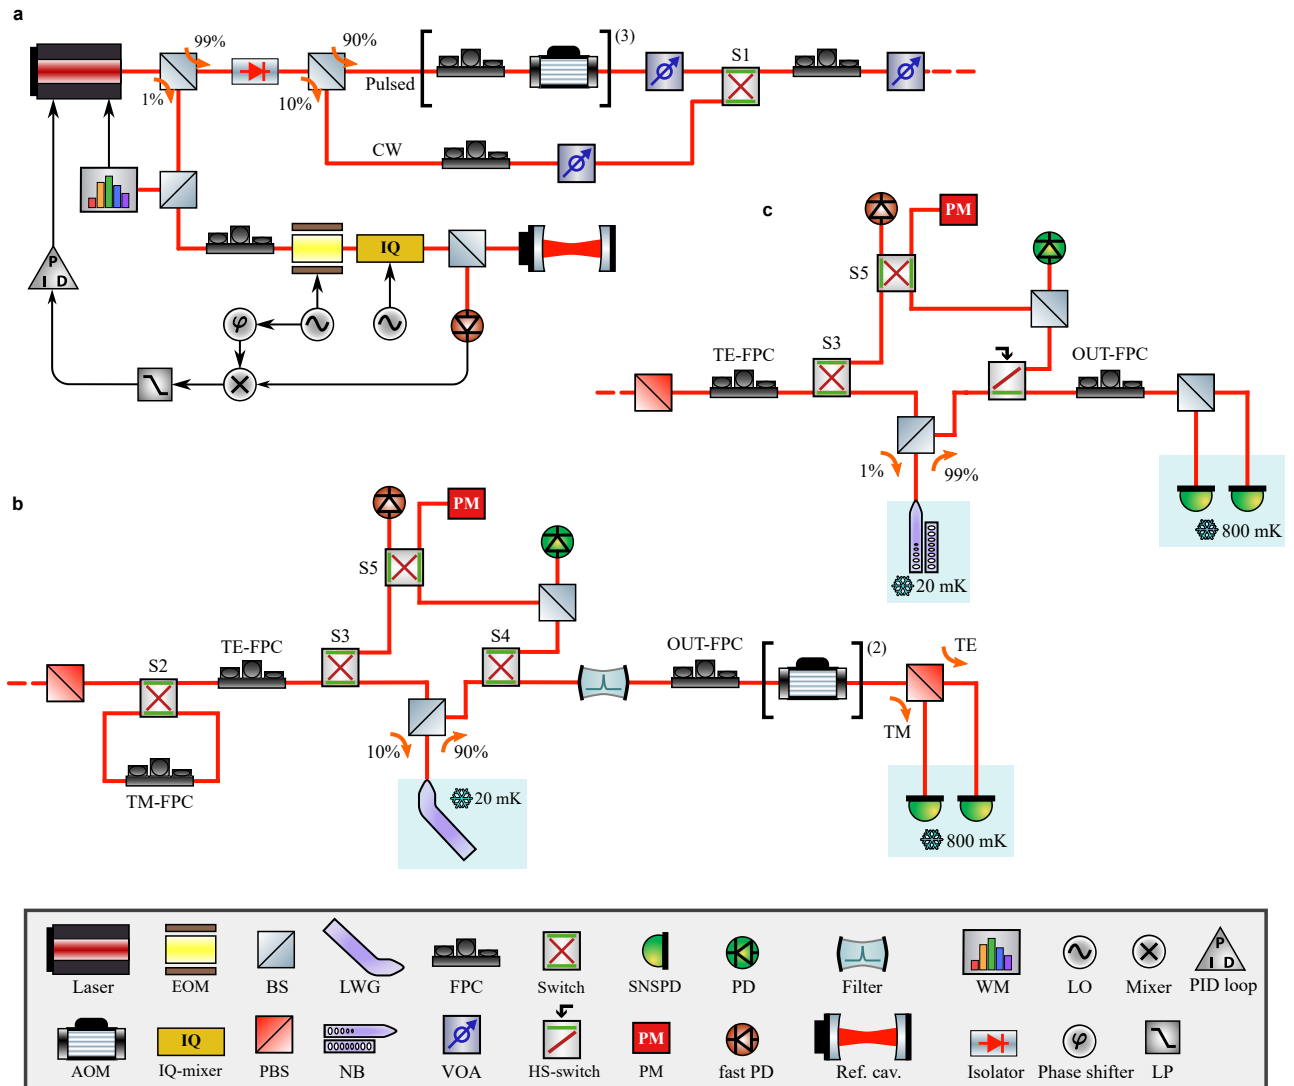 a
99%
1%
90%
10%
Pulsed
(3)
S1
CW
P
I D
IQ
φ
c
PM
S5
TE-FPC
S3
OUT-FPC
1%
99%
20 mK
800 mK
b
PM
S5
S2
TE-FPC
S3
S4
OUT-FPC
(2)
TE
TM
10%
90%
20 mK
TM-FPC
800 mK
P
I D
Laser
EOM
BS
LWG
FPC
Switch
SNSPD
PD
Filter
WM
LO
Mixer
PID loop
IQ
PM
φ
AOM
IQ-mixer
PBS
NB
VOA
HS-switch
PM
fast PD
Ref. cav.
Isolator
Phase shifter
LP